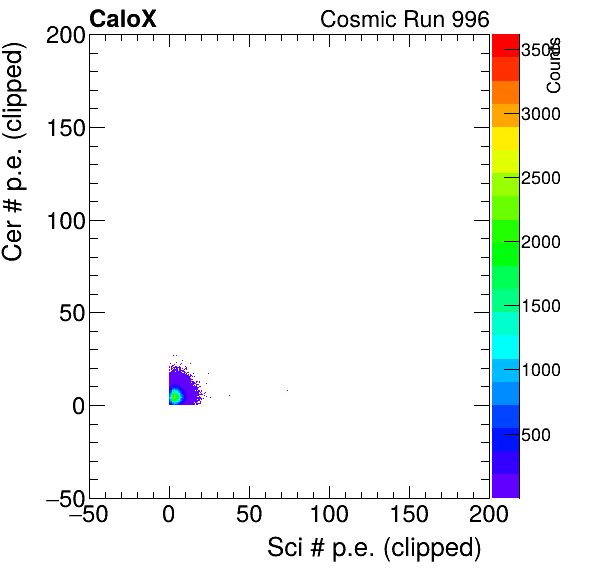 CaloX Cosmic Run 996
Cer # p.e. (clipped)
200
150
100
50
0
−50
−50 0 50 100 150 200
Sci # p.e. (clipped)
Counts
3500
3000
2500
2000
1500
1000
500